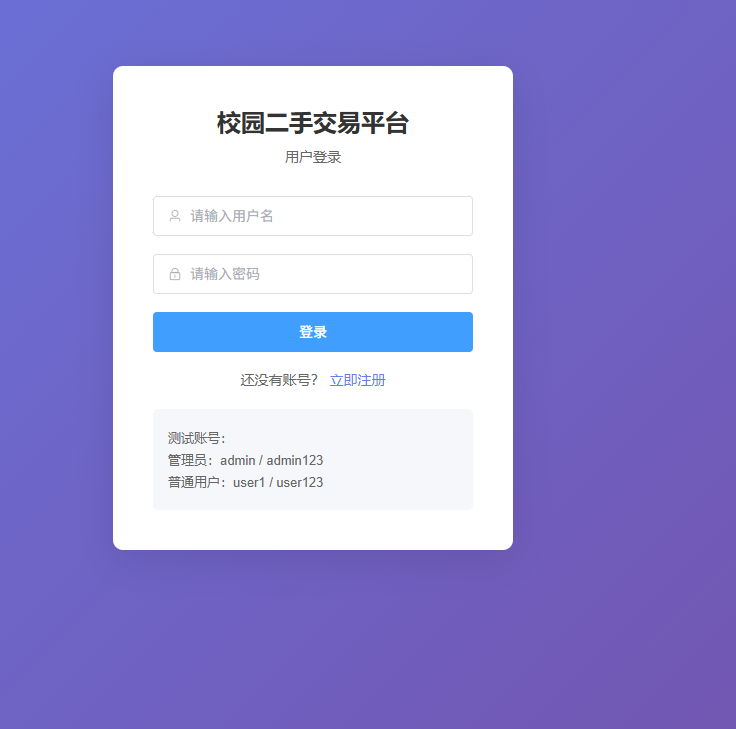 校园二手交易平台
用户登录
请输入用户名
请输入密码
登录
还没有账号？ 立即注册
测试账号：
管理员：admin / admin123
普通用户：user1 / user123